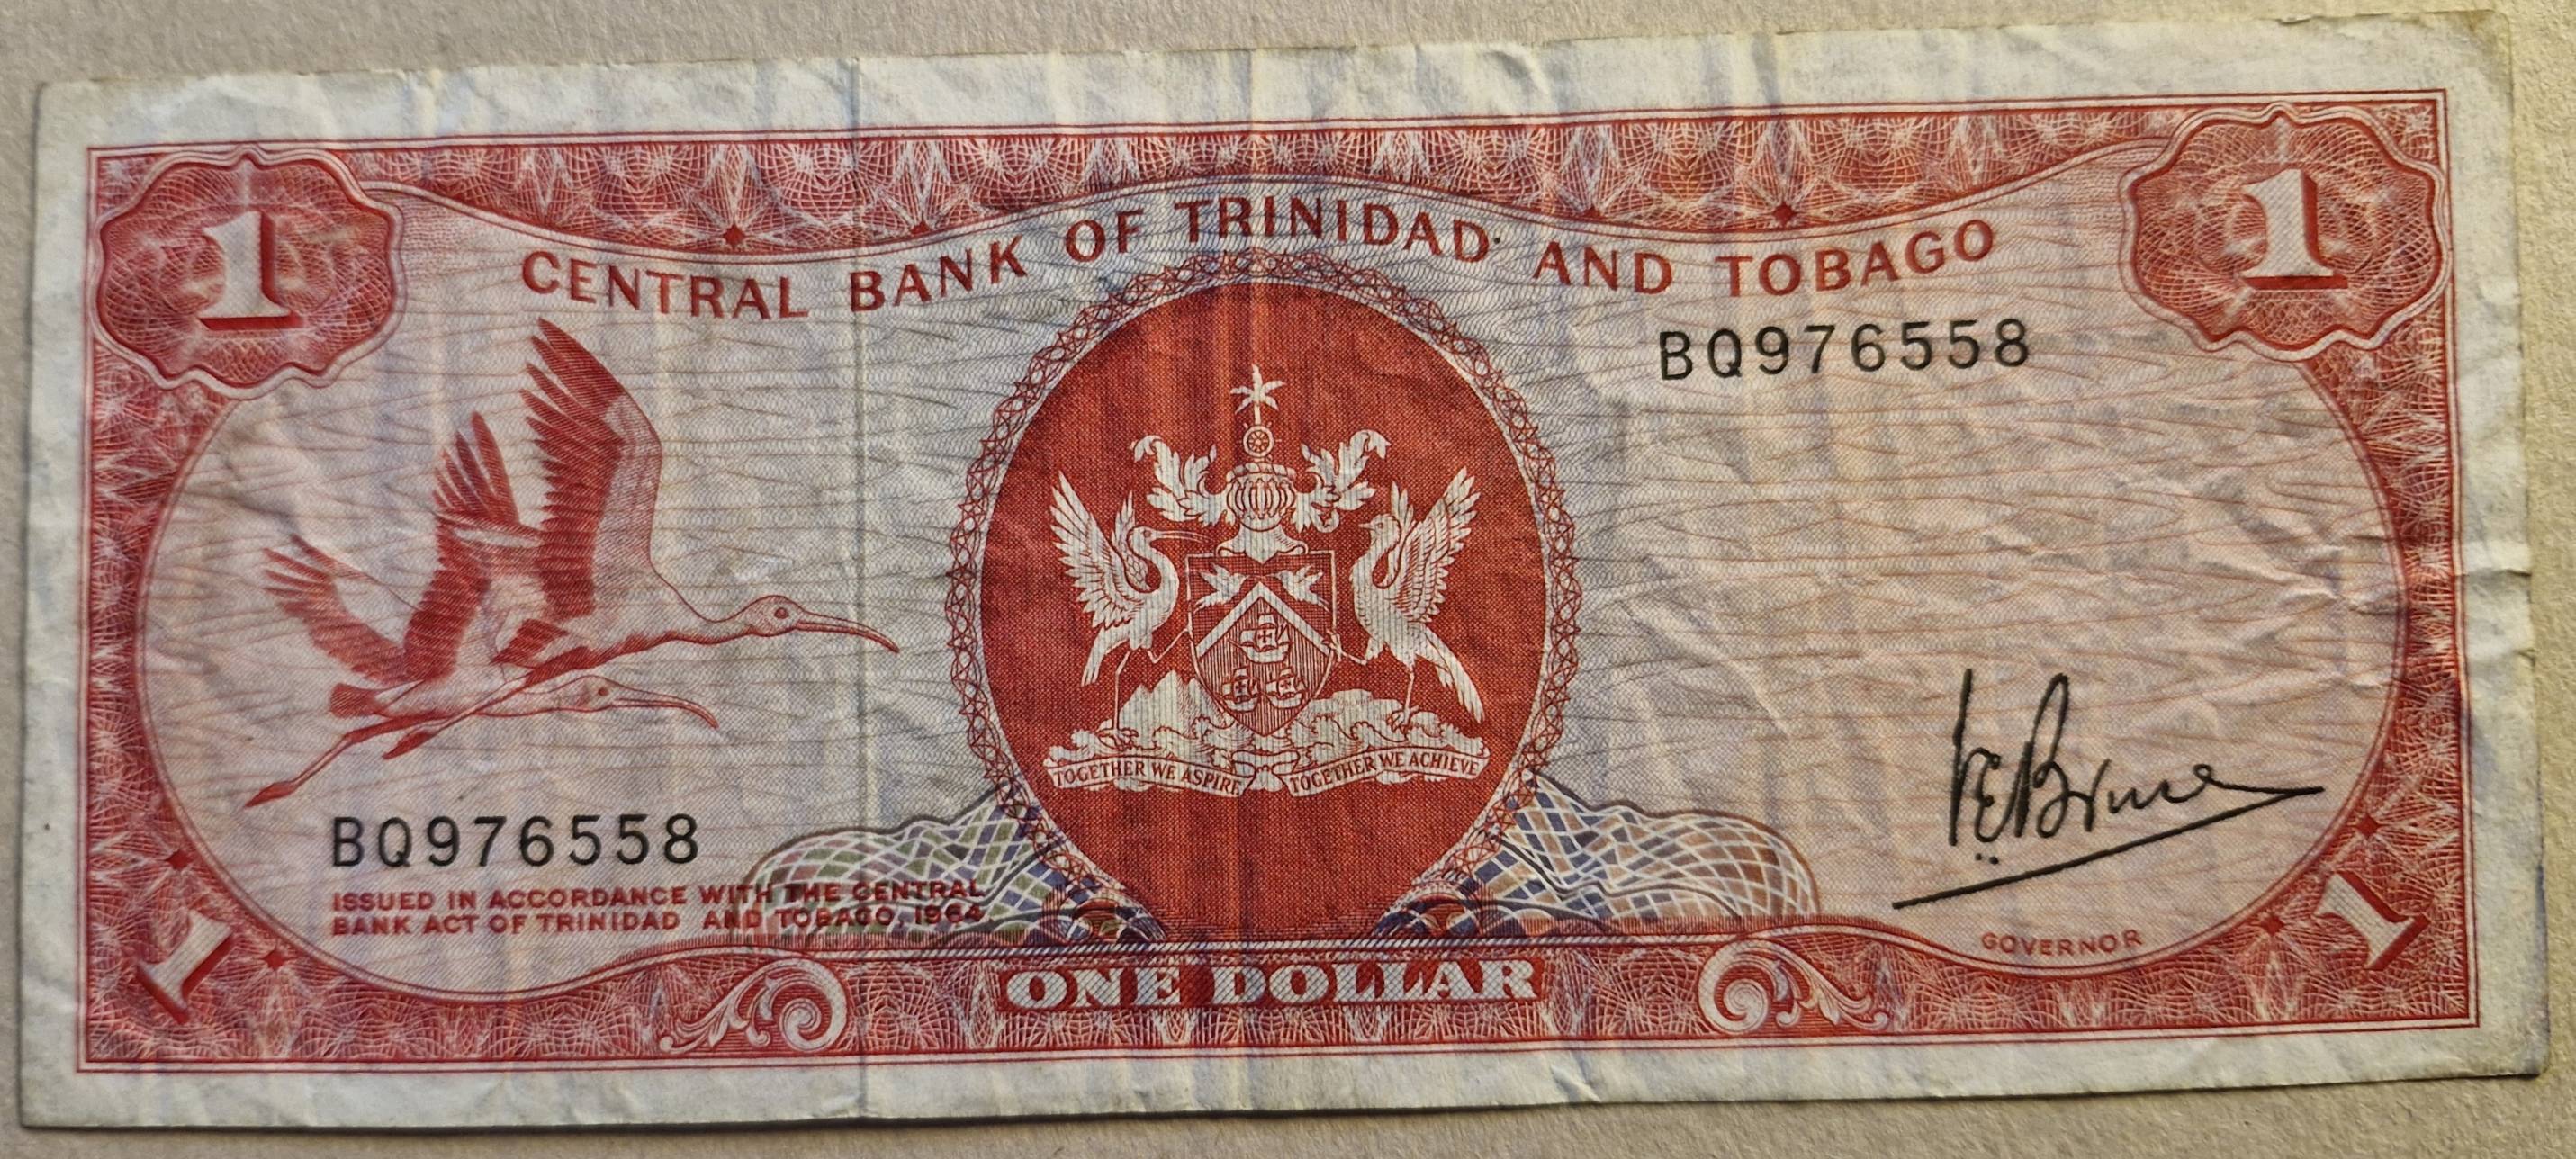 1
1
CENTRAL BANK OF TRINIDAD AND TOBAGO
BQ976558
TOGETHER WE ASPIRE TOGETHER WE ACHIEVE
BQ976558
ISSUED IN ACCORDANCE WITH THE CENTRAL
BANK ACT OF TRINIDAD AND TOBAGO, 1964
GOVERNOR
1
ONE DOLLAR
1